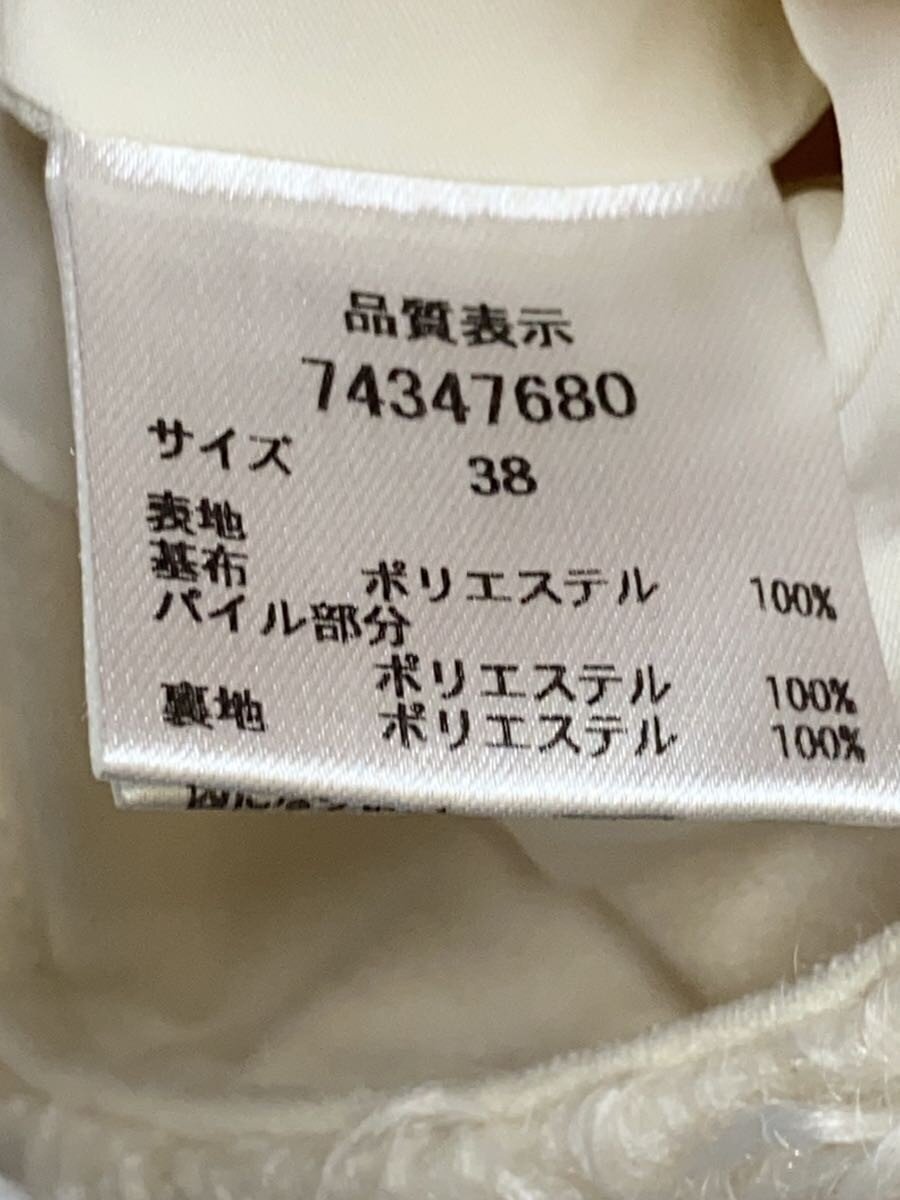 品質表示
74347680
サイズ 38
表地
基布 ポリエステル 100%
パイル部分
ポリエステル 100%
裏地 ポリエステル 100%